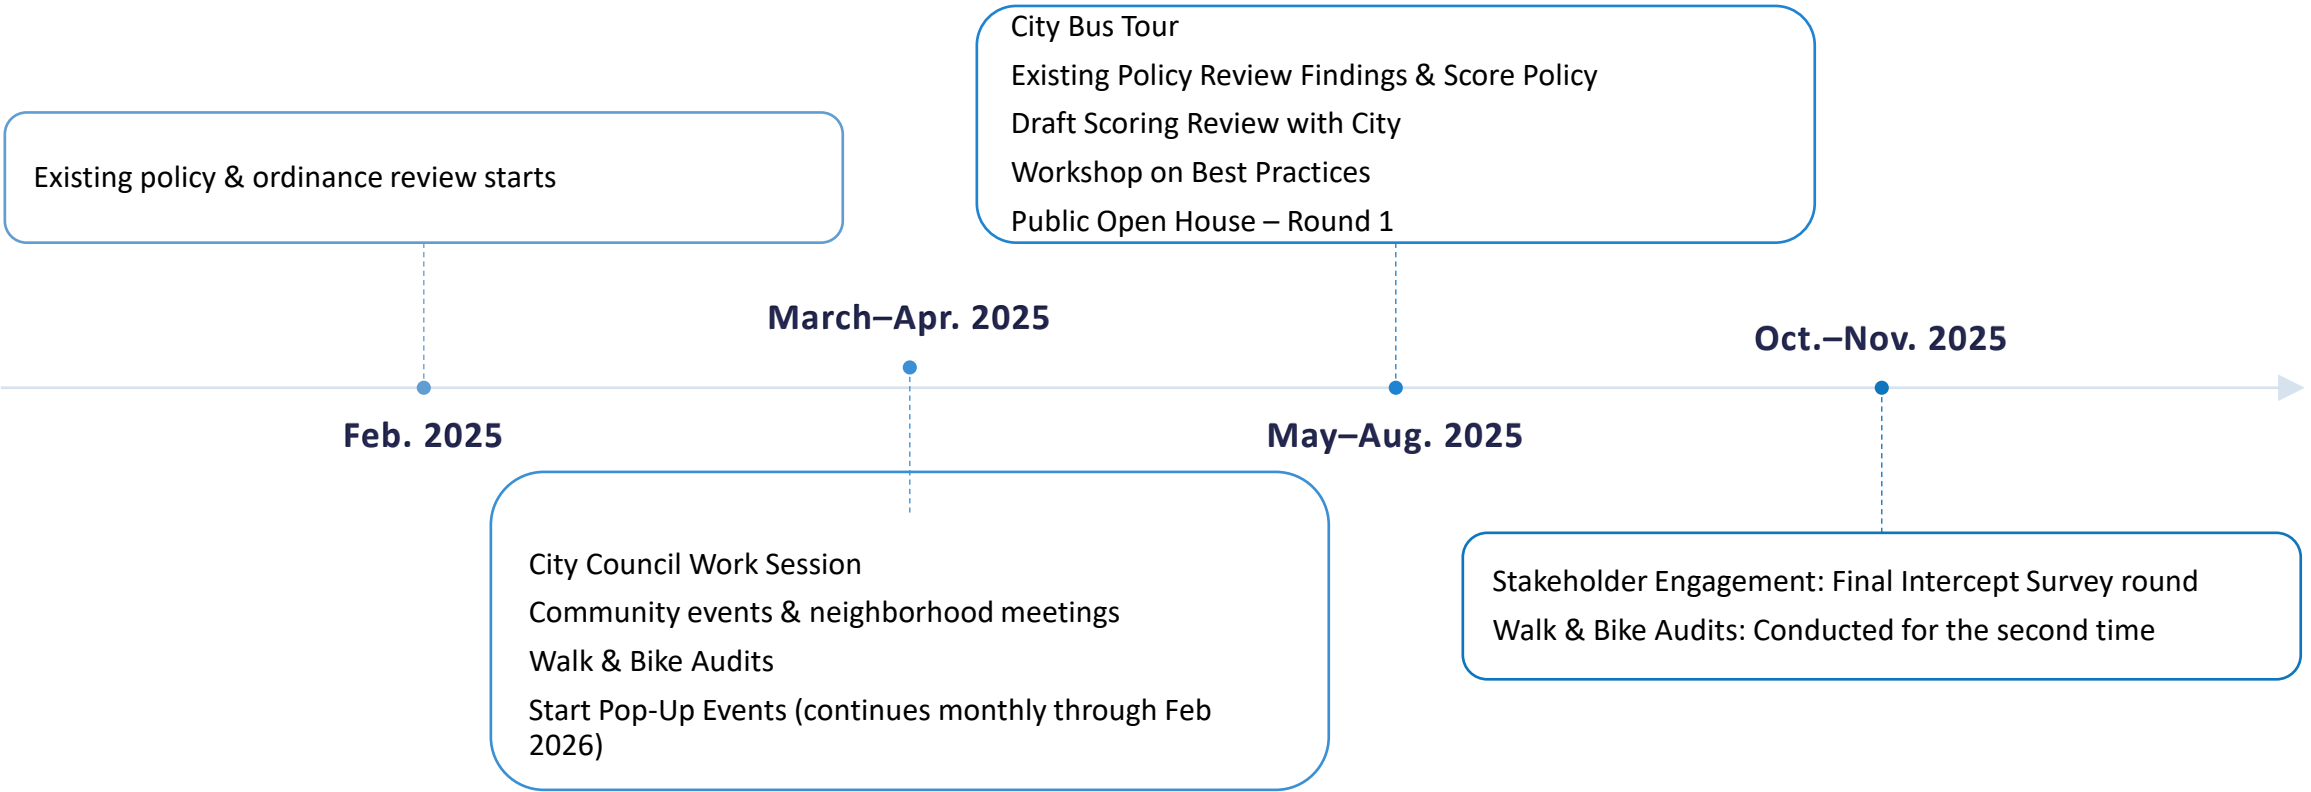 Feb. 2025
Existing policy & ordinance review starts
March–Apr. 2025
City Council Work Session
Community events & neighborhood meetings
Walk & Bike Audits
Start Pop-Up Events (continues monthly through Feb
2026)
May–Aug. 2025
City Bus Tour
Existing Policy Review Findings & Score Policy
Draft Scoring Review with City
Workshop on Best Practices
Public Open House – Round 1
Oct.–Nov. 2025
Stakeholder Engagement: Final Intercept Survey round
Walk & Bike Audits: Conducted for the second time